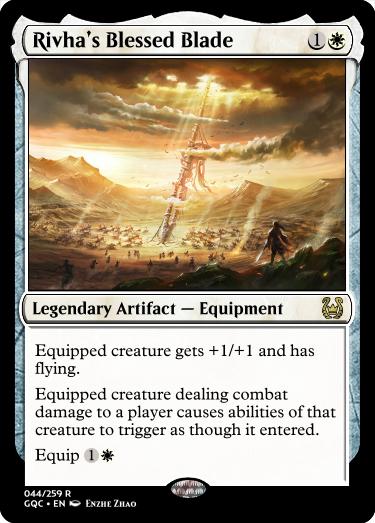 Rivha's Blessed Blade 1
Legendary Artifact — Equipment
Equipped creature gets +1/+1 and has
flying.
Equipped creature dealing combat
damage to a player causes abilities of that
creature to trigger as though it entered.
Equip 1
044/259 R
GQC • EN Enzhe Zhao